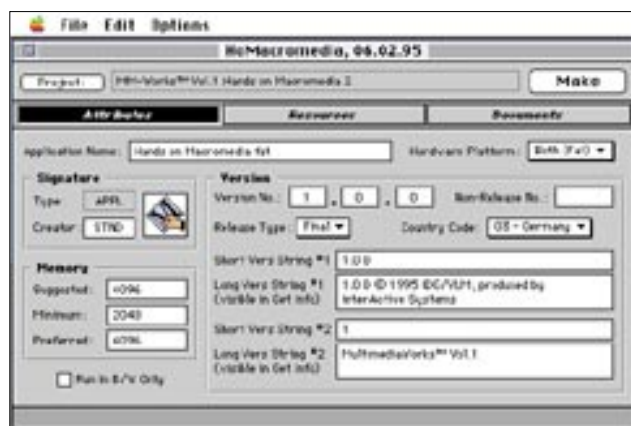 File Edit Options
Macromedia, 06.02.95
Project: MM-Works™ Vol.1 Hands on Macromedia 2
Make
Attributes Resources Documents
Application Name: Hands on Macromedia fat Hardware Platform: Both (Fat)
Signature
Type APPL
Creator STND
Version
Version No.: 1 . 0 . 0 Non-Release No.:
Release Type: Final Country Code: 03 - Germany
Short Vers String #1 1.0.0
Long Vers String #1 (visible in Get Info) 1.0.0 © 1995 produced by InterActive Systems
Short Vers String #2 1
Long Vers String #2 (visible in Get Info) MultimediaWorks™ Vol.1
Memory
Suggested: 4096
Minimum: 2048
Preferred: 4096
Run in B/W Only